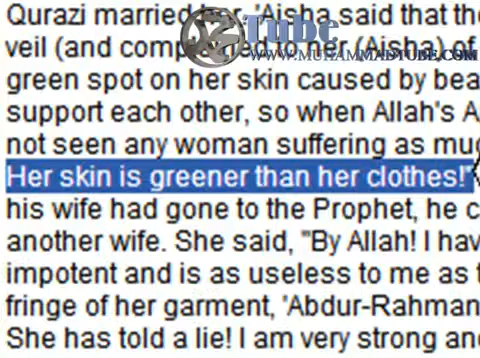 Qurazi married her. 'Aisha said that the
veil (and complained to her (Aisha) of
green spot on her skin caused by bea
support each other, so when Allah's A
not seen any woman suffering as muc
Her skin is greener than her clothes!"
his wife had gone to the Prophet, he c
another wife. She said, "By Allah! I hav
impotent and is as useless to me as t
fringe of her garment, 'Abdur-Rahman
She has told a lie! I am very strong and
Tube
WWW.MUHAMMADTUBE.COM